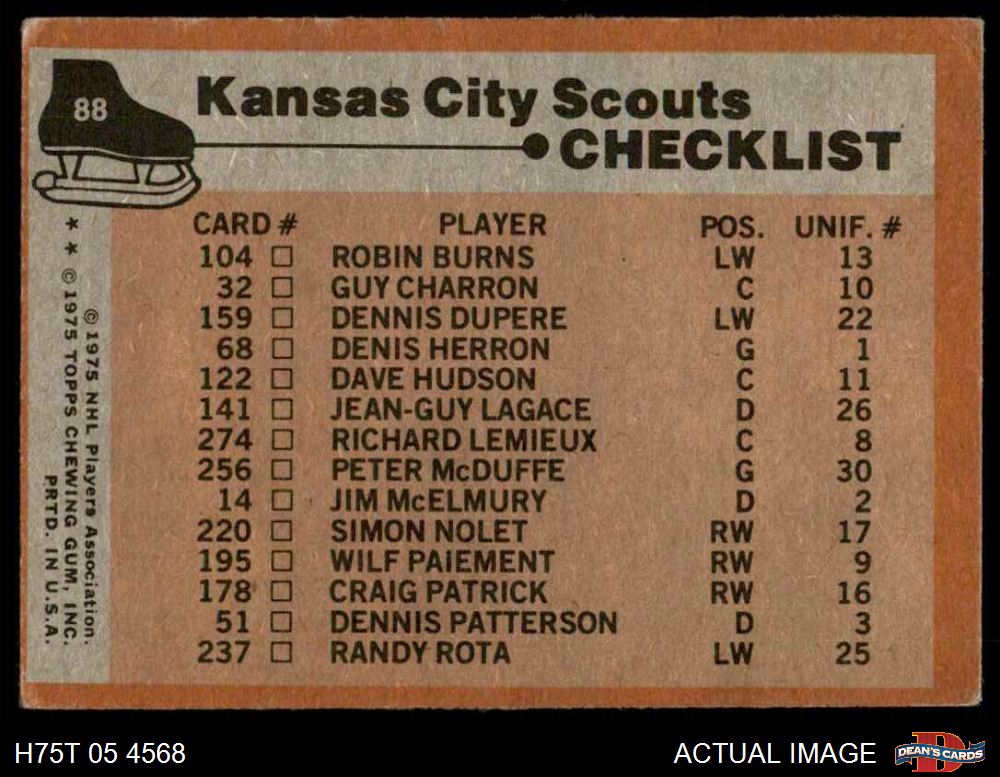 88
Kansas City Scouts
CHECKLIST
CARD # PLAYER POS. UNIF. #
104 ROBIN BURNS LW 13
32 GUY CHARRON C 10
159 DENNIS DUPERE LW 22
68 DENIS HERRON G 1
122 DAVE HUDSON C 11
141 JEAN-GUY LAGACE D 26
274 RICHARD LEMIEUX C 8
256 PETER McDUFFE G 30
14 JIM McELMURY D 2
220 SIMON NOLET RW 17
195 WILF PAIEMENT RW 9
178 CRAIG PATRICK RW 16
51 DENNIS PATTERSON D 3
237 RANDY ROTA LW 25
© 1975 NHL Players Association.
* * © 1975 TOPPS CHEWING GUM, INC.
PRTD. IN U.S.A.
H75T 05 4568
ACTUAL IMAGE
D
DEAN'S CARDS